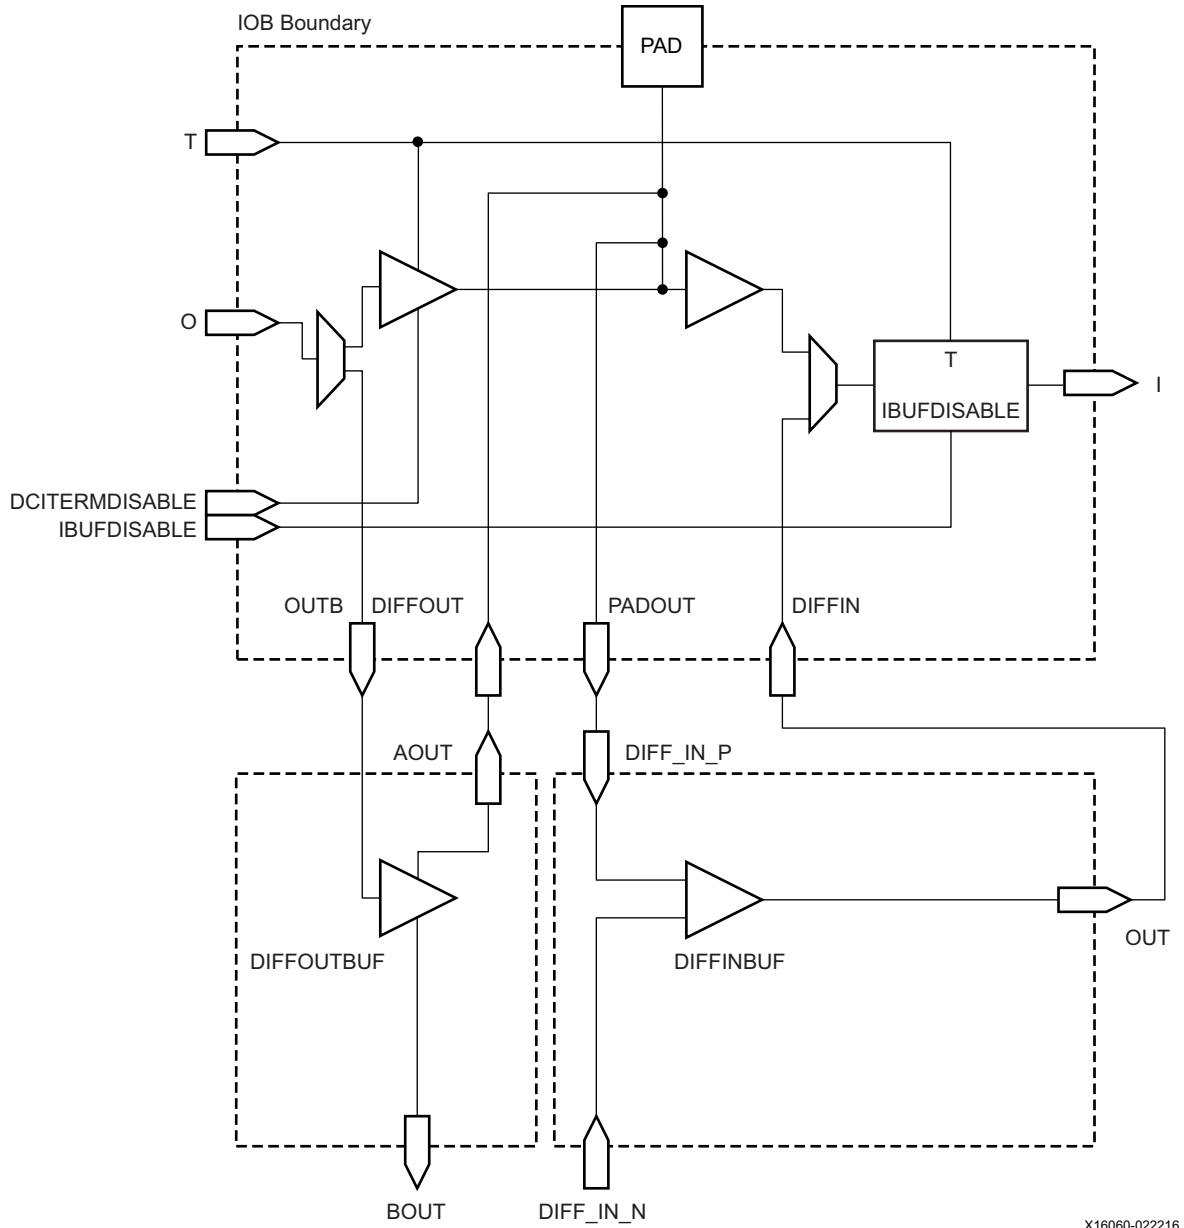 IOB Boundary
PAD
T
O
T
IBUFDISABLE
I
DCITERMDISABLE
IBUFDISABLE
OUTB
DIFFOUT
PADOUT
DIFFIN
AOUT
DIFF_IN_P
DIFFOUTBUF
DIFFINBUF
OUT
BOUT
DIFF_IN_N
X16060-022216